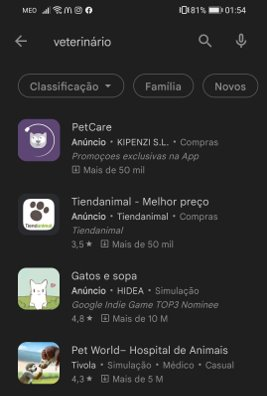 MEO 81% 01:54
veterinário
Classificação Família Novos
PetCare
Anúncio • KIPENZI S.L. • Compras
Promoçoes exclusivas na App
Mais de 50 mil
Tiendanimal - Melhor preço
Anúncio • Tiendanimal • Compras
Tiendanimal
3,5 ★ Mais de 50 mil
Gatos e sopa
Anúncio • HIDEA • Simulação
Google Indie Game TOP3 Nominee
4,8 ★ Mais de 10 M
Pet World– Hospital de Animais
Tivola • Simulação • Médico • Casual
4,3 ★ Mais de 5 M